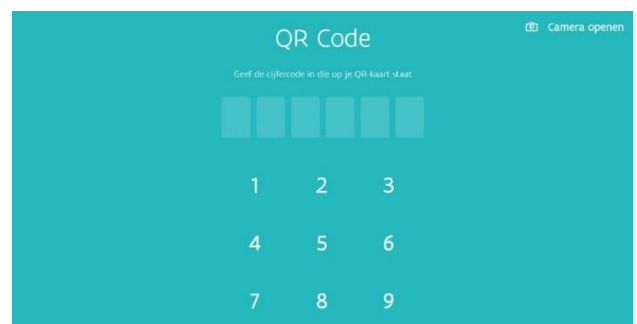 QR Code
Camera openen
Geef de cijfercode in die op je QR-kaart staat
1 2 3
4 5 6
7 8 9